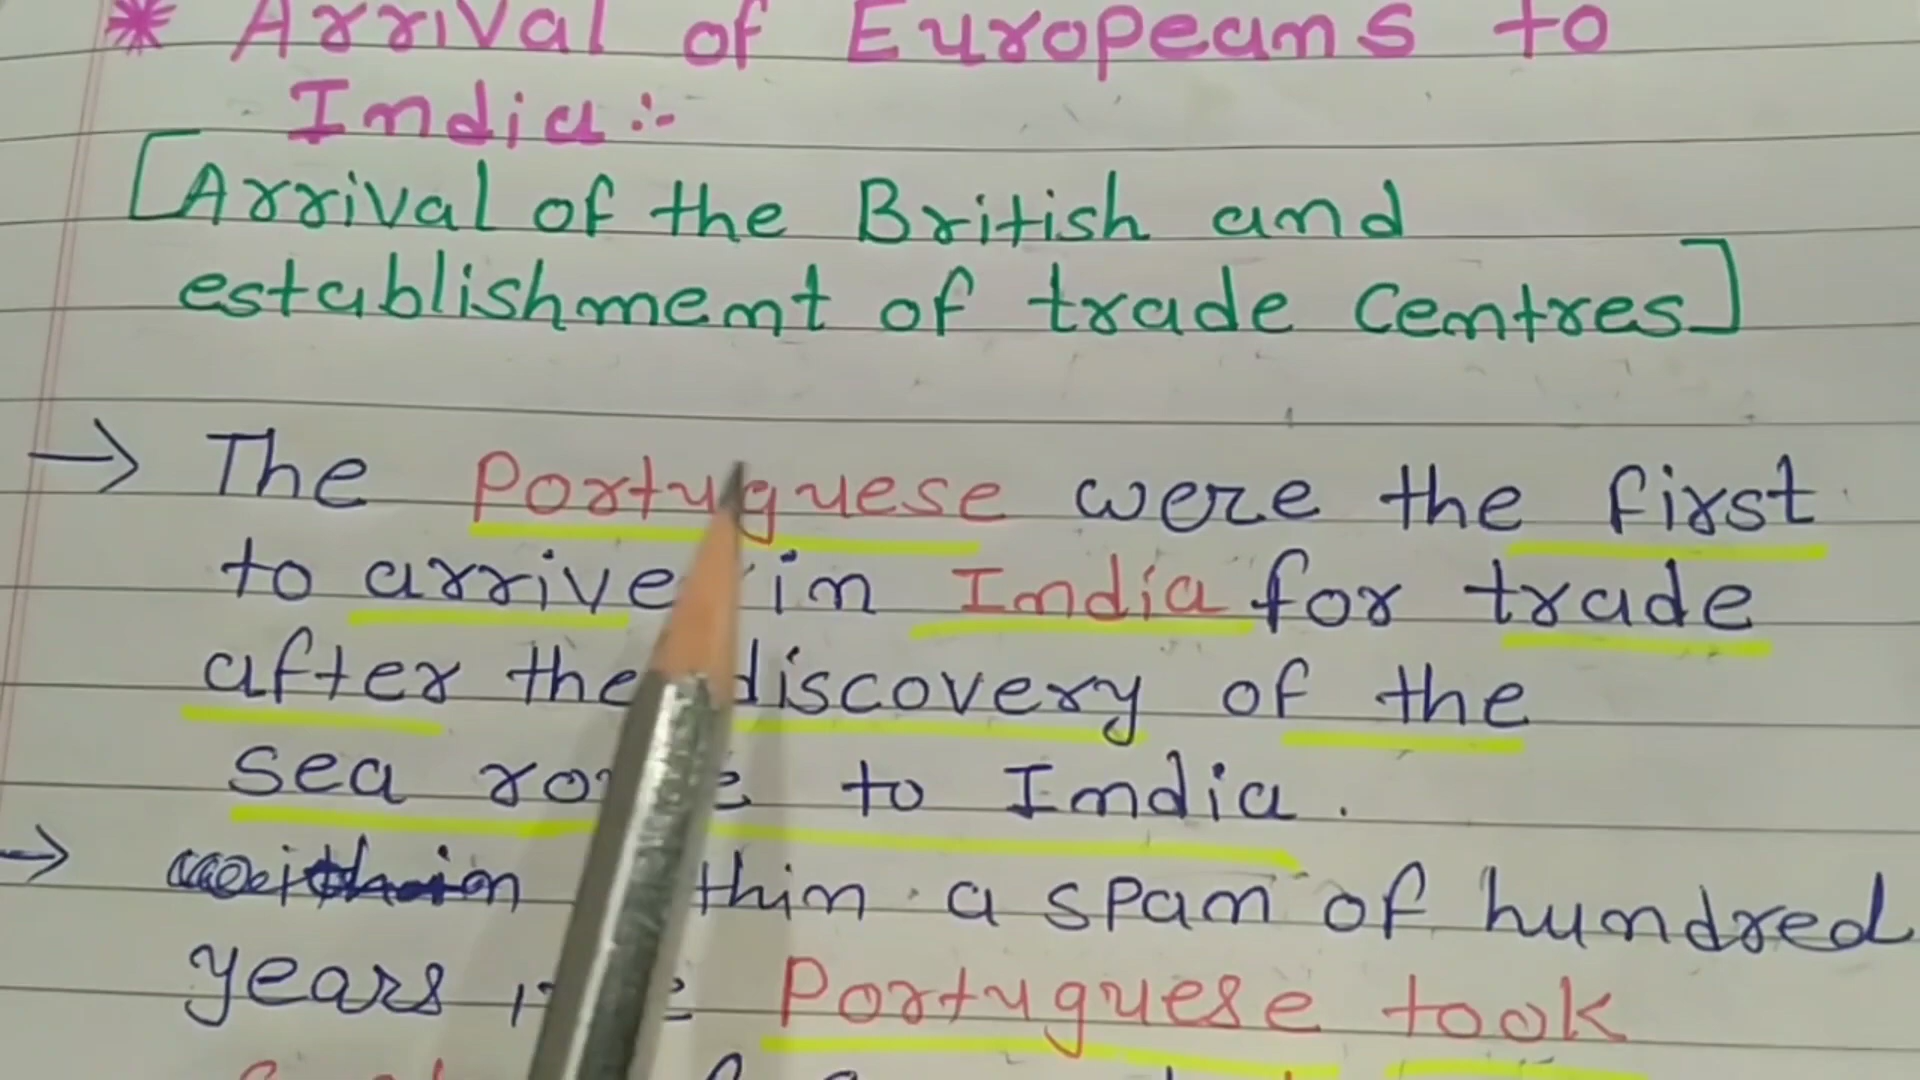 * Arrival of Europeans to
India :-
[Arrival of the British and
establishment of trade Centres]
→ The Portuguese were the first
to arrive in India for trade
after the discovery of the
sea to India.
→ a span of hundred
years, Portuguese took